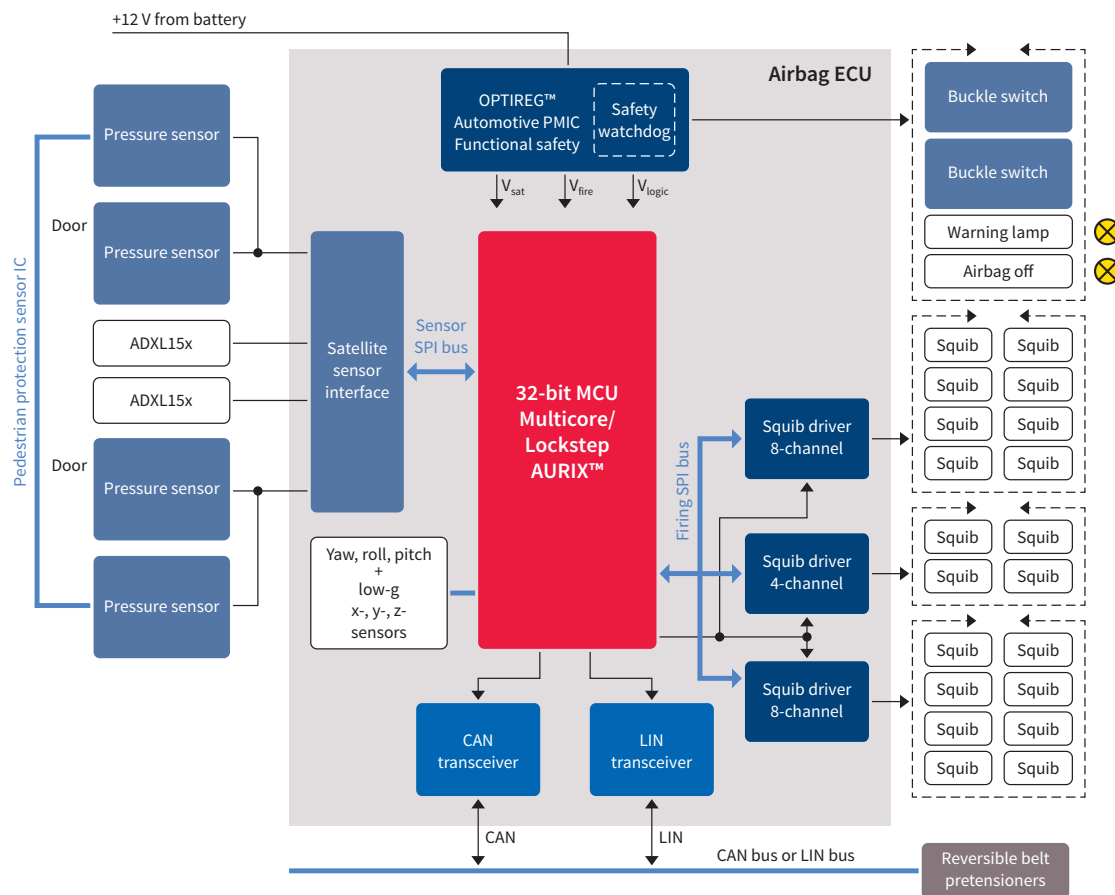 +12 V from battery
Airbag ECU
OPTIREG™
Automotive PMIC
Functional safety
Safety
watchdog
Vsat
Vfire
Vlogic
Buckle switch
Buckle switch
Warning lamp
Airbag off
Pedestrian protection sensor IC
Pressure sensor
Door
Pressure sensor
ADXL15x
ADXL15x
Door
Pressure sensor
Pressure sensor
Satellite
sensor
interface
Sensor
SPI bus
32-bit MCU
Multicore/
Lockstep
AURIX™
Yaw, roll, pitch
+
low-g
x-, y-, z-
sensors
Firing SPI bus
Squib driver
8-channel
Squib driver
4-channel
Squib driver
8-channel
Squib Squib
Squib Squib
Squib Squib
Squib Squib
Squib Squib
Squib Squib
Squib Squib
Squib Squib
Squib Squib
Squib Squib
CAN
transceiver
LIN
transceiver
CAN
LIN
CAN bus or LIN bus
Reversible belt
pretensioners